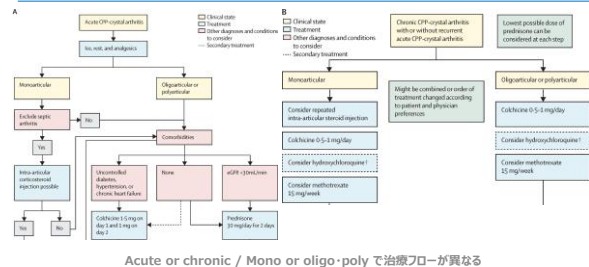 A
Acute CPP-crystal arthritis
Clinical state
Treatment
Other diagnoses and conditions
to consider
Secondary treatment
Ice, rest, and analgesics
Monoarticular
Oligoarticular or
polyarticular
Exclude septic
arthritis
No
Yes
Comorbidities
Intra-articular
corticosteroid
injection possible
Uncontrolled
diabetes,
hypertension, or
chronic heart failure
None
eGFR <30mL/min
Colchicine 1·5 mg on
day 1 and 1 mg on
day 2
Prednisone
30 mg/day for 2 days
Yes
No
B
Clinical state
Treatment
Other diagnoses and conditions
to consider
Secondary treatment
Chronic CPP-crystal arthritis
with or without recurrent
acute CPP-crystal arthritis
Lowest possible dose of
prednisone can be
considered at each step
Monoarticular
Oligoarticular or polyarticular
Might be combined or order of
treatment changed according
to patient and physician
preferences
Consider repeated
intra-articular steroid injection
Colchicine 0·5–1 mg/day
Consider hydroxychloroquine†
Consider methotrexate
15 mg/week
Colchicine 0·5–1 mg/day
Consider hydroxychloroquine†
Consider methotrexate
15 mg/week
Acute or chronic / Mono or oligo・poly で治療フローが異なる